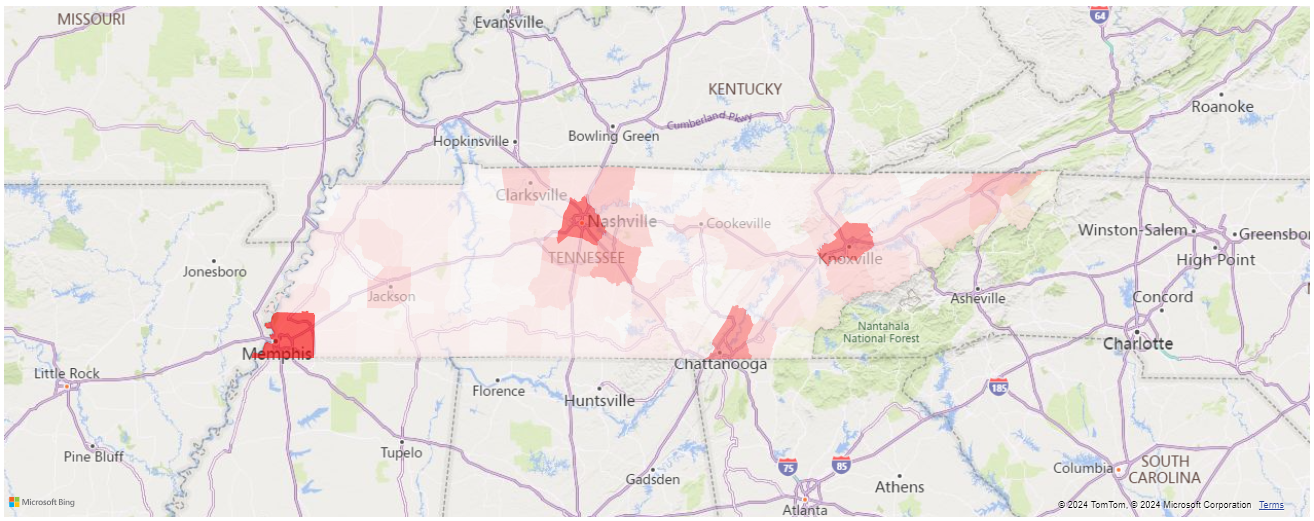 MISSOURI
Evansville
64
KENTUCKY
Roanoke
Cumberland Pkwy
Bowling Green
Hopkinsville
Clarksville
Nashville
Cookeville
Winston-Salem
Greensbor
TENNESSEE
Knoxville
High Point
Jonesboro
Jackson
Asheville
Concord
Nantahala
National Forest
Memphis
Charlotte
Chattanooga
Little Rock
Florence
Huntsville
185
Tupelo
Pine Bluff
Gadsden
75
85
Athens
Columbia
SOUTH
CAROLINA
Atlanta
Microsoft Bing
© 2024 TomTom, © 2024 Microsoft Corporation Terms